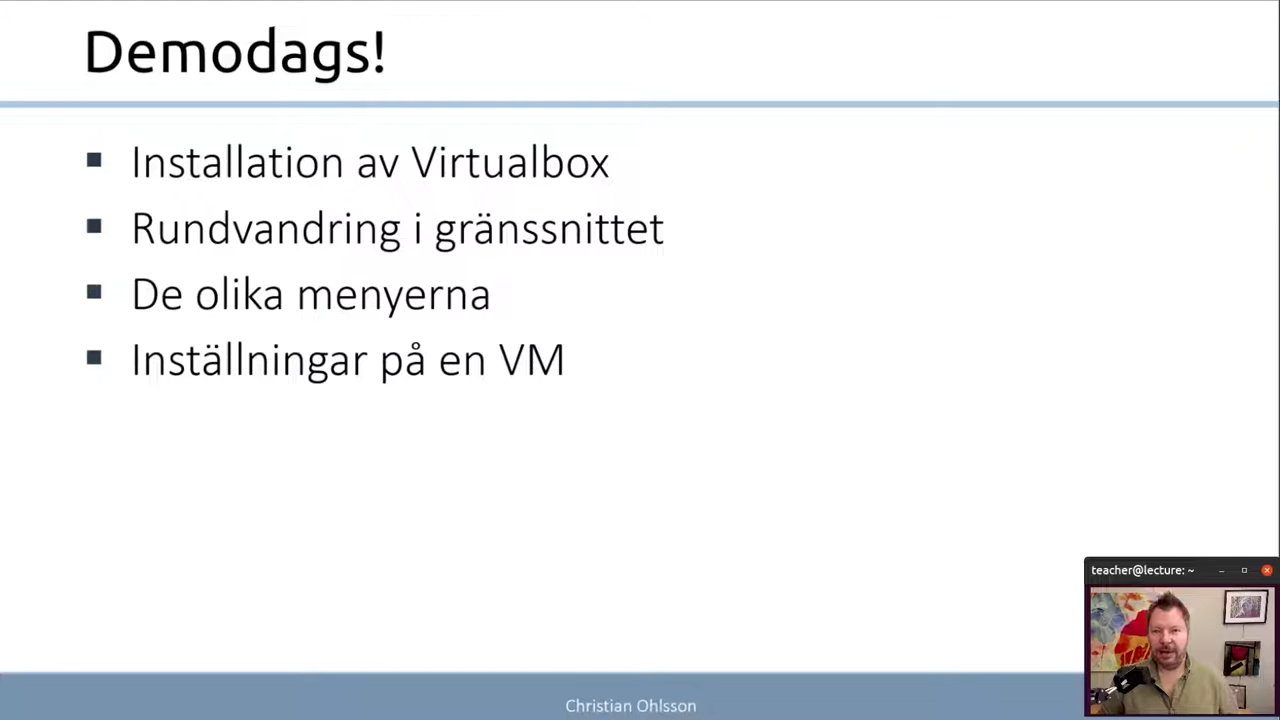 Demodags!
Installation av Virtualbox
Rundvandring i gränssnittet
De olika menyerna
Inställningar på en VM
teacher@lecture: ~
Christian Ohlsson